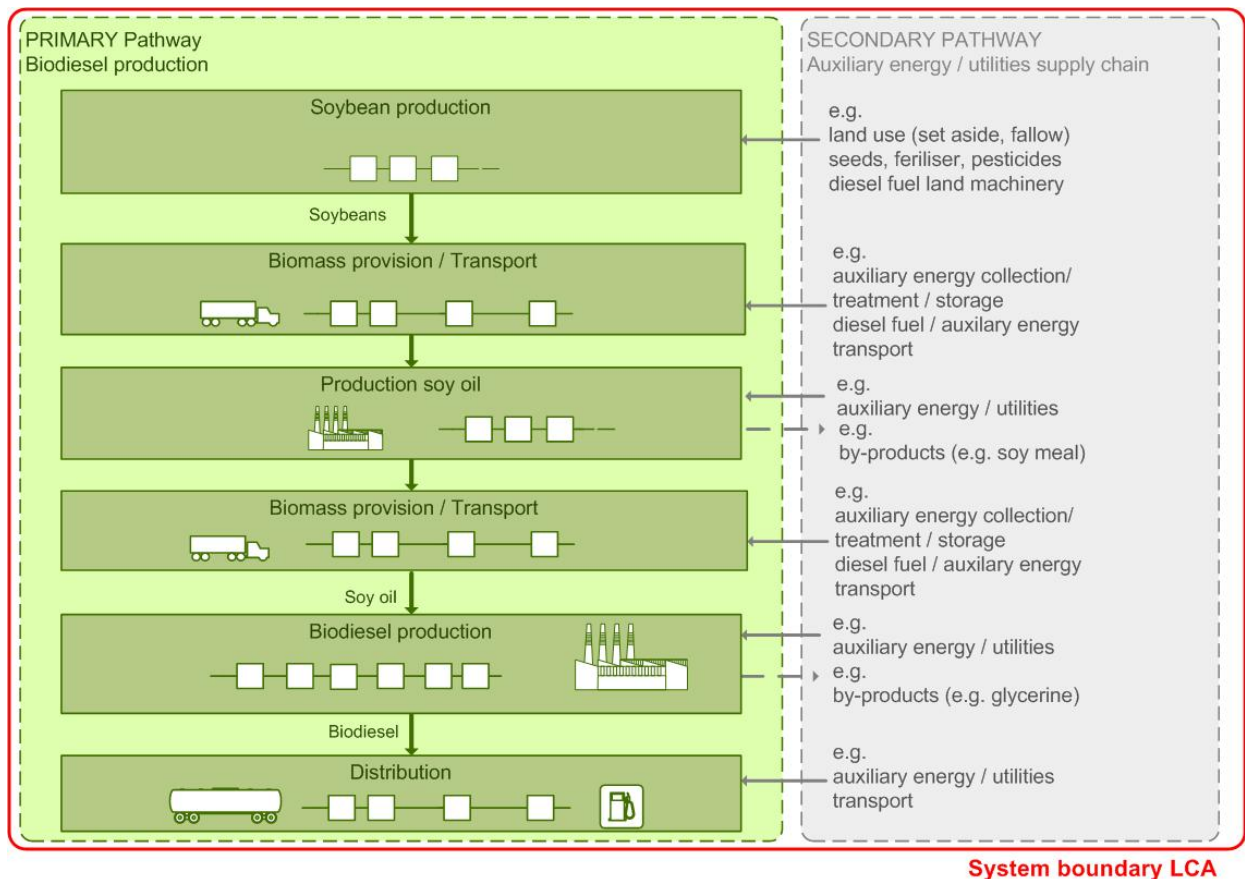 PRIMARY Pathway
Biodiesel production
SECONDARY PATHWAY
Auxiliary energy / utilities supply chain
Soybean production
e.g.
land use (set aside, fallow)
seeds, feriliser, pesticides
diesel fuel land machinery
Soybeans
Biomass provision / Transport
e.g.
auxiliary energy collection/
treatment / storage
diesel fuel / auxilary energy
transport
Production soy oil
e.g.
auxiliary energy / utilities
e.g.
by-products (e.g. soy meal)
Biomass provision / Transport
e.g.
auxiliary energy collection/
treatment / storage
diesel fuel / auxilary energy
transport
Soy oil
Biodiesel production
e.g.
auxiliary energy / utilities
e.g.
by-products (e.g. glycerine)
Biodiesel
Distribution
e.g.
auxiliary energy / utilities
transport
System boundary LCA